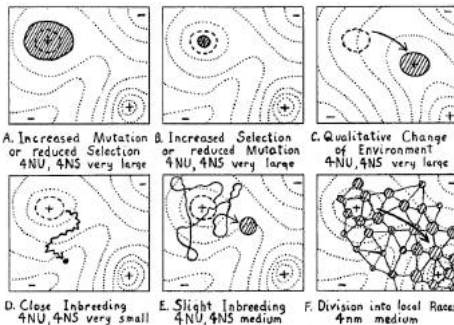 A. Increased Mutation
or reduced Selection
4NU, 4NS very large
B. Increased Selection
or reduced Mutation
4NU, 4NS very large
C. Qualitative Change
of Environment
4NU, 4NS very large
D. Close Inbreeding
4NU, 4NS very small
E. Slight Inbreeding
4NU, 4NS medium
F. Division into local Races
4nm medium